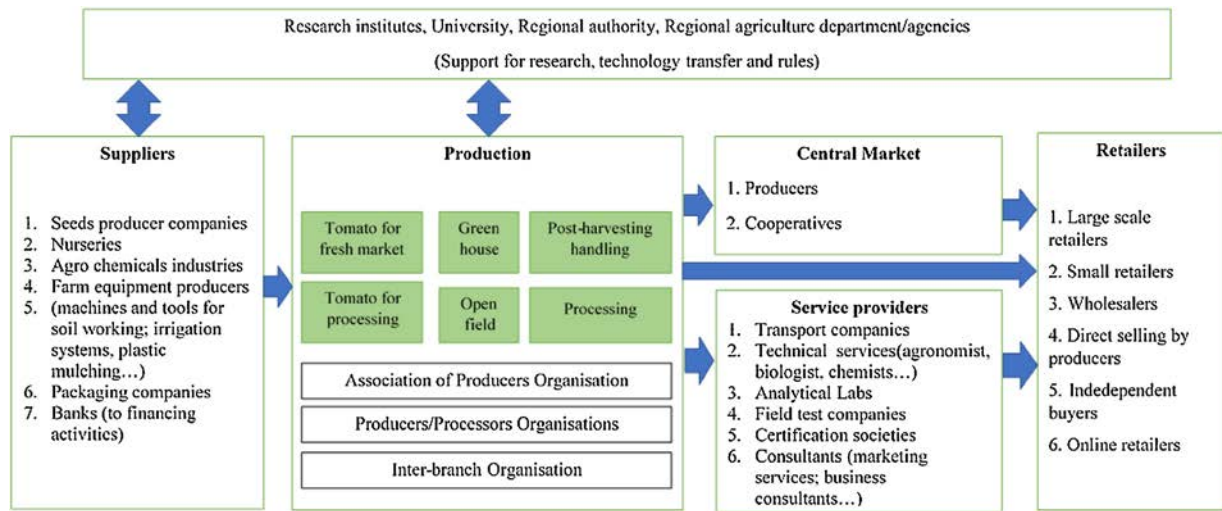 Research institutes, University, Regional authority, Regional agriculture department/agencies
(Support for research, technology transfer and rules)
Suppliers
1. Seeds producer companies
2. Nurseries
3. Agro chemicals industries
4. Farm equipment producers
5. (machines and tools for
soil working; irrigation
systems, plastic
mulching…)
6. Packaging companies
7. Banks (to financing
activities)
Production
Tomato for
fresh market
Green
house
Post-harvesting
handling
Tomato for
processing
Open
field
Processing
Association of Producers Organisation
Producers/Processors Organisations
Inter-branch Organisation
Central Market
1. Producers
2. Cooperatives
Service providers
1. Transport companies
2. Technical services(agronomist,
biologist, chemists…)
3. Analytical Labs
4. Field test companies
5. Certification societies
6. Consultants (marketing
services; business
consultants…)
Retailers
1. Large scale
retailers
2. Small retailers
3. Wholesalers
4. Direct selling by
producers
5. Indedependent
buyers
6. Online retailers